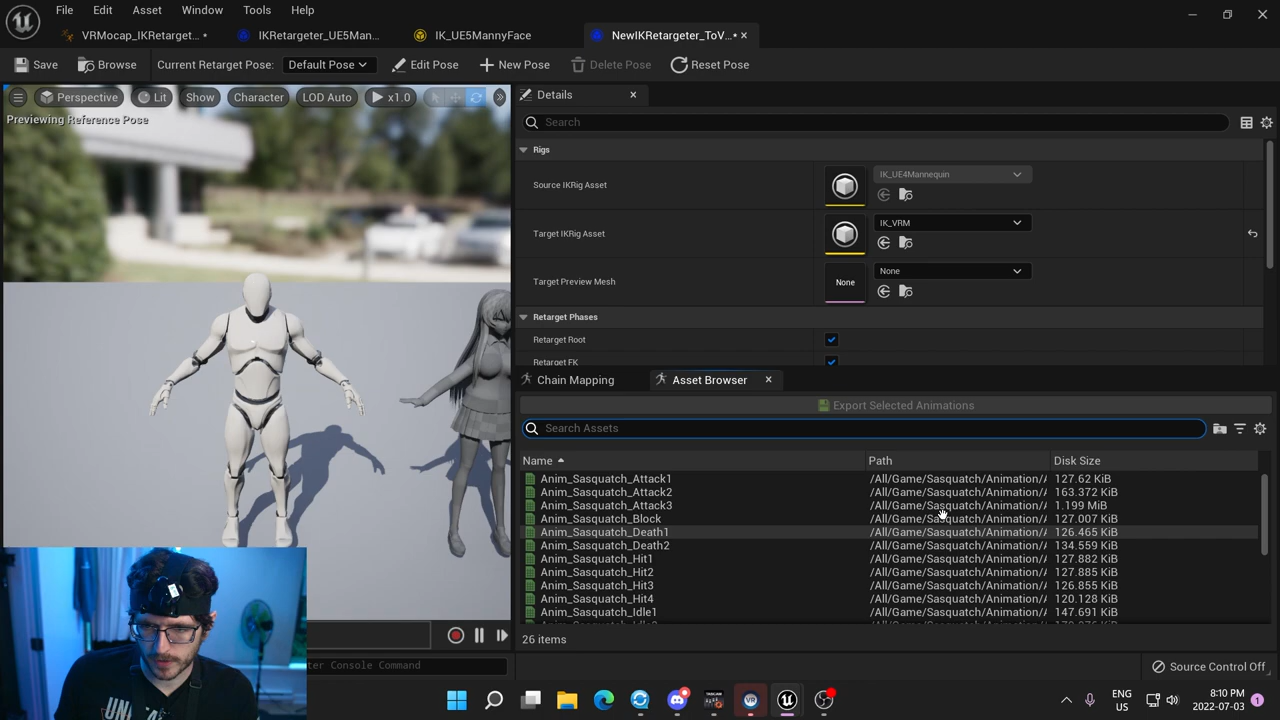 File Edit Asset Window Tools Help
VRMocap_IKRetarget... • IKRetargeter_UE5Man... IK_UE5MannyFace NewIKRetargeter_ToV...•
Save Browse Current Retarget Pose: Default Pose Edit Pose New Pose Delete Pose Reset Pose
Perspective Lit Show Character LOD Auto x1.0
Previewing Reference Pose
Details
Search
Rigs
Source IKRig Asset IK_UE4Mannequin
Target IKRig Asset IK_VRM
Target Preview Mesh None None
Retarget Phases
Retarget Root
Retarget FK
Chain Mapping Asset Browser
Export Selected Animations
Search Assets
Name Path Disk Size
Anim_Sasquatch_Attack1 /All/Game/Sasquatch/Animation/A 127.62 KiB
Anim_Sasquatch_Attack2 /All/Game/Sasquatch/Animation/A 163.372 KiB
Anim_Sasquatch_Attack3 /All/Game/Sasquatch/Animation/A 1.199 MiB
Anim_Sasquatch_Block /All/Game/Sasquatch/Animation/A 127.007 KiB
Anim_Sasquatch_Death1 /All/Game/Sasquatch/Animation/A 126.465 KiB
Anim_Sasquatch_Death2 /All/Game/Sasquatch/Animation/A 134.559 KiB
Anim_Sasquatch_Hit1 /All/Game/Sasquatch/Animation/A 127.882 KiB
Anim_Sasquatch_Hit2 /All/Game/Sasquatch/Animation/A 127.885 KiB
Anim_Sasquatch_Hit3 /All/Game/Sasquatch/Animation/A 126.855 KiB
Anim_Sasquatch_Hit4 /All/Game/Sasquatch/Animation/A 120.128 KiB
Anim_Sasquatch_Idle1 /All/Game/Sasquatch/Animation/A 147.691 KiB
26 items
ter Console Command
Source Control Off
ENG
US
8:10 PM
2022-07-03
1